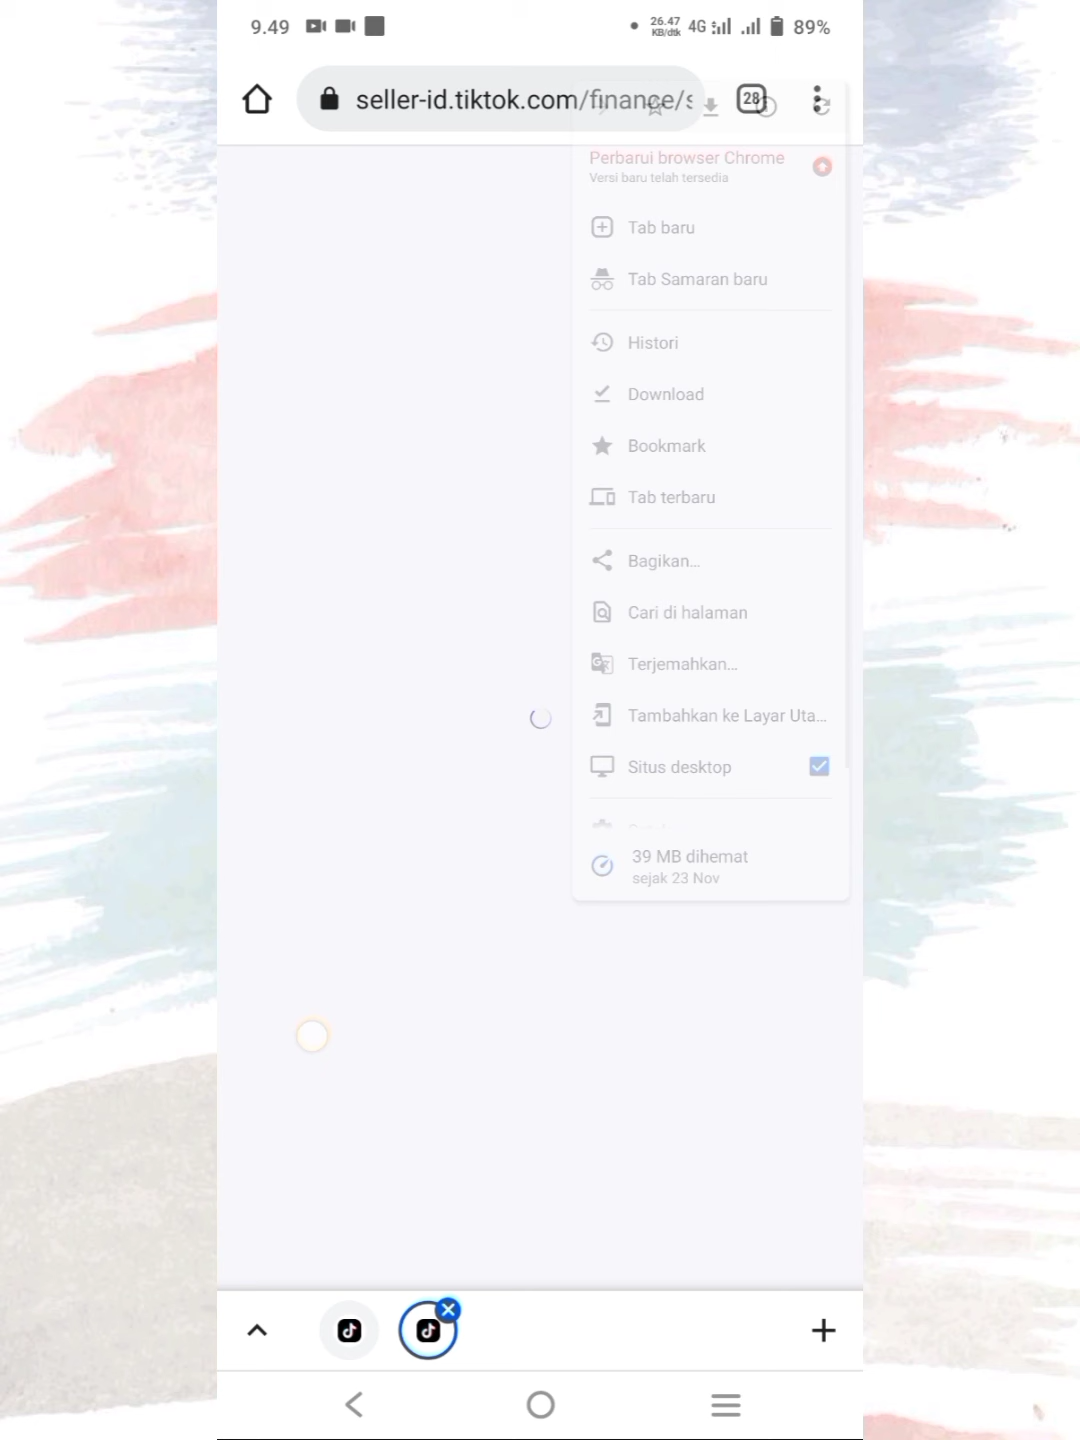 9.49
26.47
KB/dtk
4G
89%
seller-id.tiktok.com/finance/s
28
Perbarui browser Chrome
Versi baru telah tersedia
Tab baru
Tab Samaran baru
Histori
Download
Bookmark
Tab terbaru
Bagikan...
Cari di halaman
Terjemahkan...
Tambahkan ke Layar Uta...
Situs desktop
39 MB dihemat
sejak 23 Nov